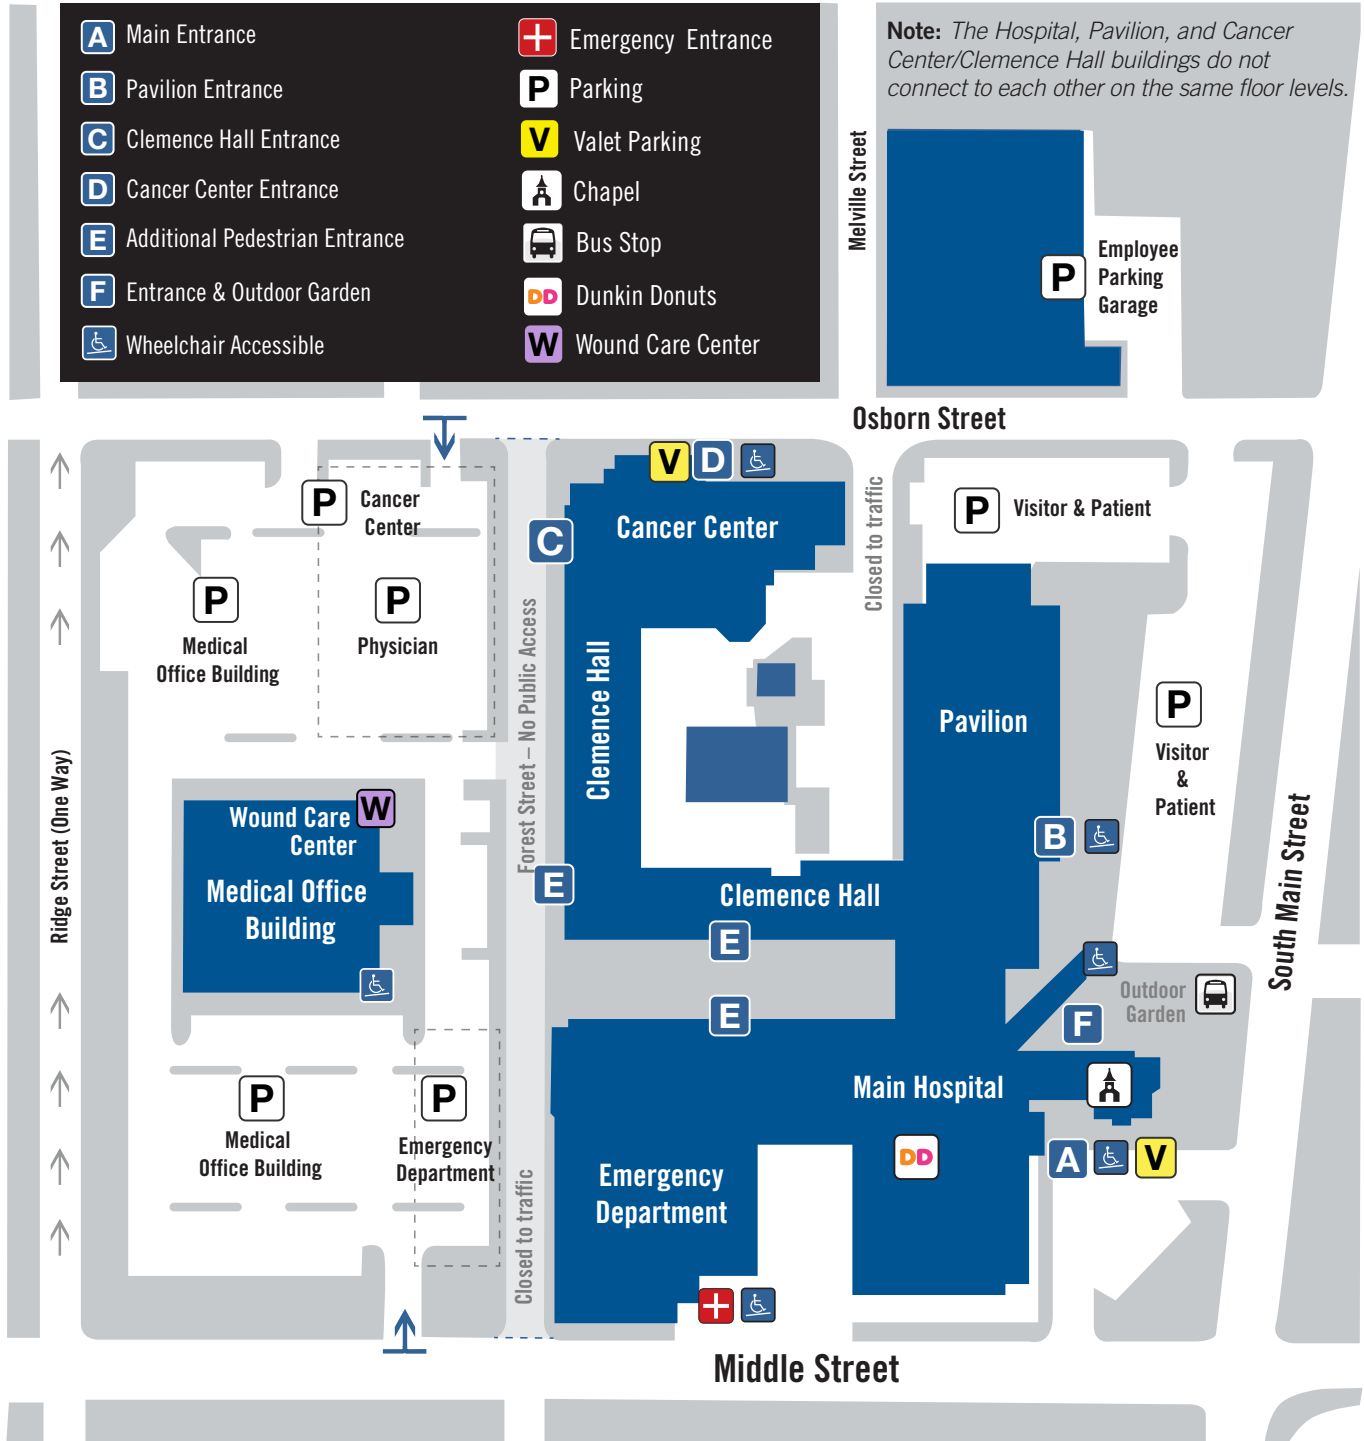 A Main Entrance
B Pavilion Entrance
C Clemence Hall Entrance
D Cancer Center Entrance
E Additional Pedestrian Entrance
F Entrance & Outdoor Garden
Wheelchair Accessible
Emergency Entrance
P Parking
V Valet Parking
Chapel
Bus Stop
DD Dunkin Donuts
W Wound Care Center
Note: The Hospital, Pavilion, and Cancer
Center/Clemence Hall buildings do not
connect to each other on the same floor levels.
Melville Street
P
Employee
Parking
Garage
Osborn Street
P
Cancer
Center
V D
Cancer Center
C
Closed to traffic
P
Visitor & Patient
P
Medical
Office Building
P
Physician
Forest Street – No Public Access
Clemence Hall
Pavilion
P
Visitor
&
Patient
Ridge Street (One Way)
Wound Care
Center
W
Medical Office
Building
B
South Main Street
E
Clemence Hall
E
E
Outdoor
Garden
F
Main Hospital
P
Medical
Office Building
P
Emergency
Department
Closed to traffic
Emergency
Department
DD
A V
Middle Street